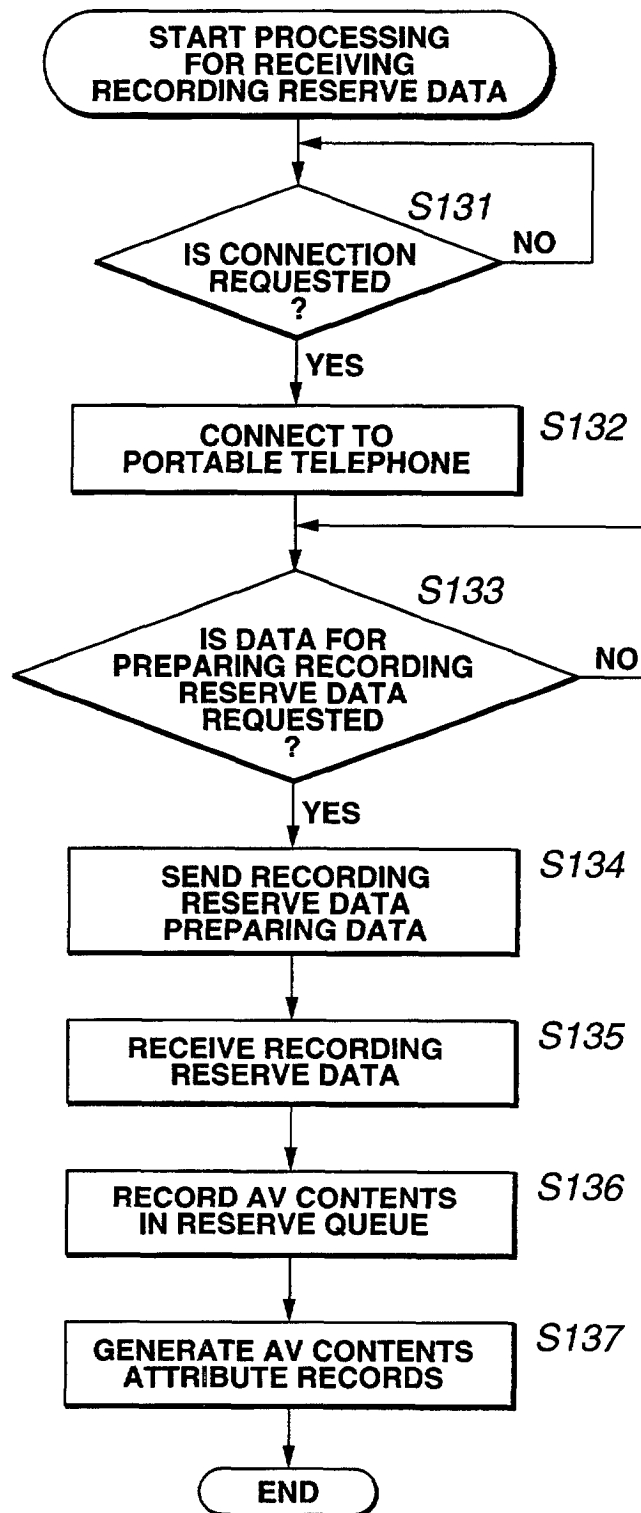 START PROCESSING
FOR RECEIVING
RECORDING RESERVE DATA
S131
IS CONNECTION
REQUESTED
?
NO
YES
CONNECT TO
PORTABLE TELEPHONE
S132
S133
IS DATA FOR
PREPARING RECORDING
RESERVE DATA
REQUESTED
?
NO
YES
SEND RECORDING
RESERVE DATA
PREPARING DATA
S134
RECEIVE RECORDING
RESERVE DATA
S135
RECORD AV CONTENTS
IN RESERVE QUEUE
S136
GENERATE AV CONTENTS
ATTRIBUTE RECORDS
S137
END